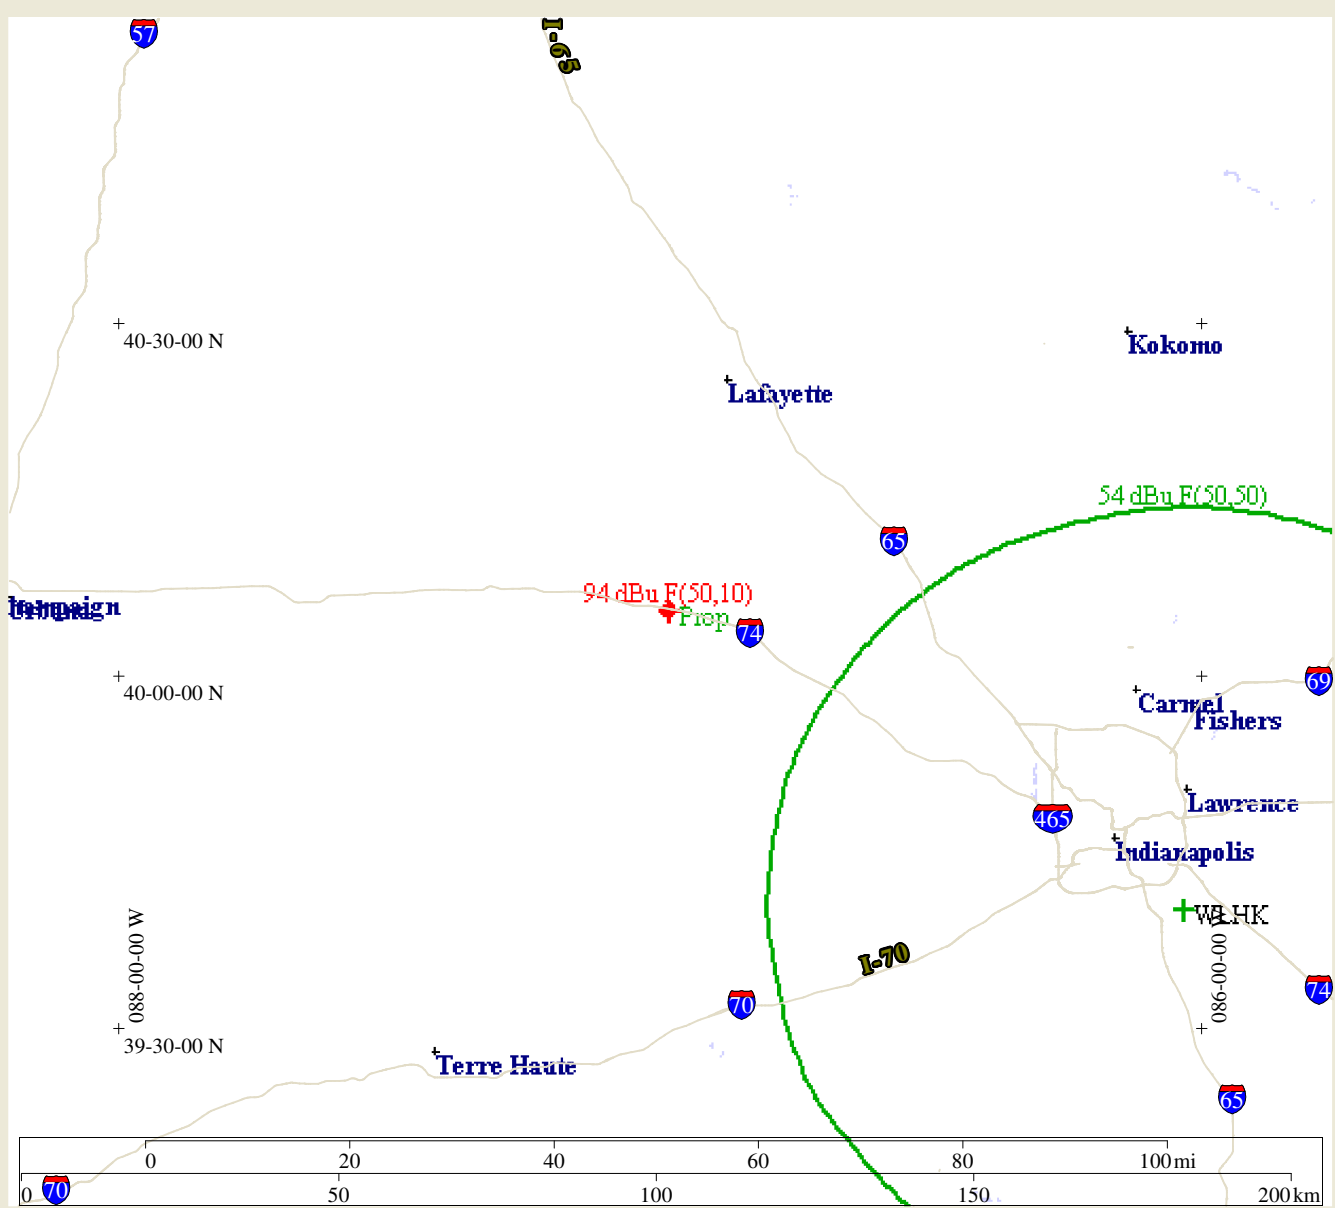 57
I-65
40-30-00 N
Kokomo
Lafayette
54 dBu F(50,50)
65
94 dBu F(50,10)
Prop
74
40-00-00 N
69
Carmel
Fishers
Lawrence
465
Indianapolis
WLHK
I-70
088-00-00 W
086-00-00 W
74
70
39-30-00 N
Terre Haute
65
0 20 40 60 80 100 mi
70
0 50 100 150 200 km